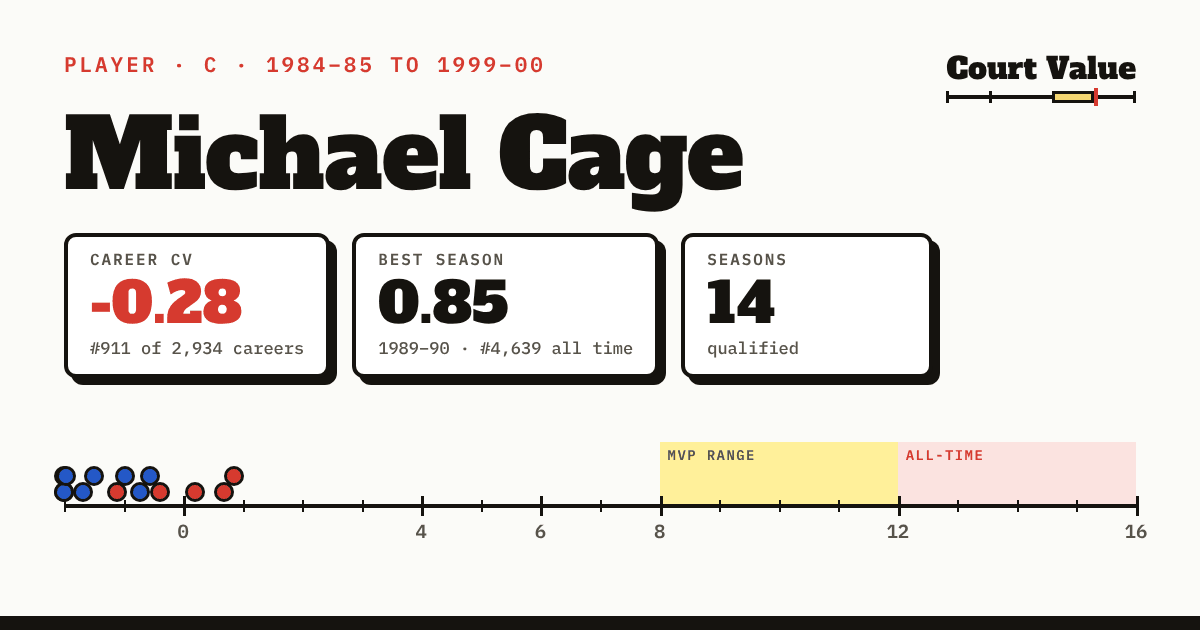 PLAYER · C · 1984–85 TO 1999–00
Court Value
Michael Cage
CAREER CV
-0.28
#911 of 2,934 careers
BEST SEASON
0.85
1989–90 · #4,639 all time
SEASONS
14
qualified
MVP RANGE
ALL-TIME
0 4 6 8 12 16